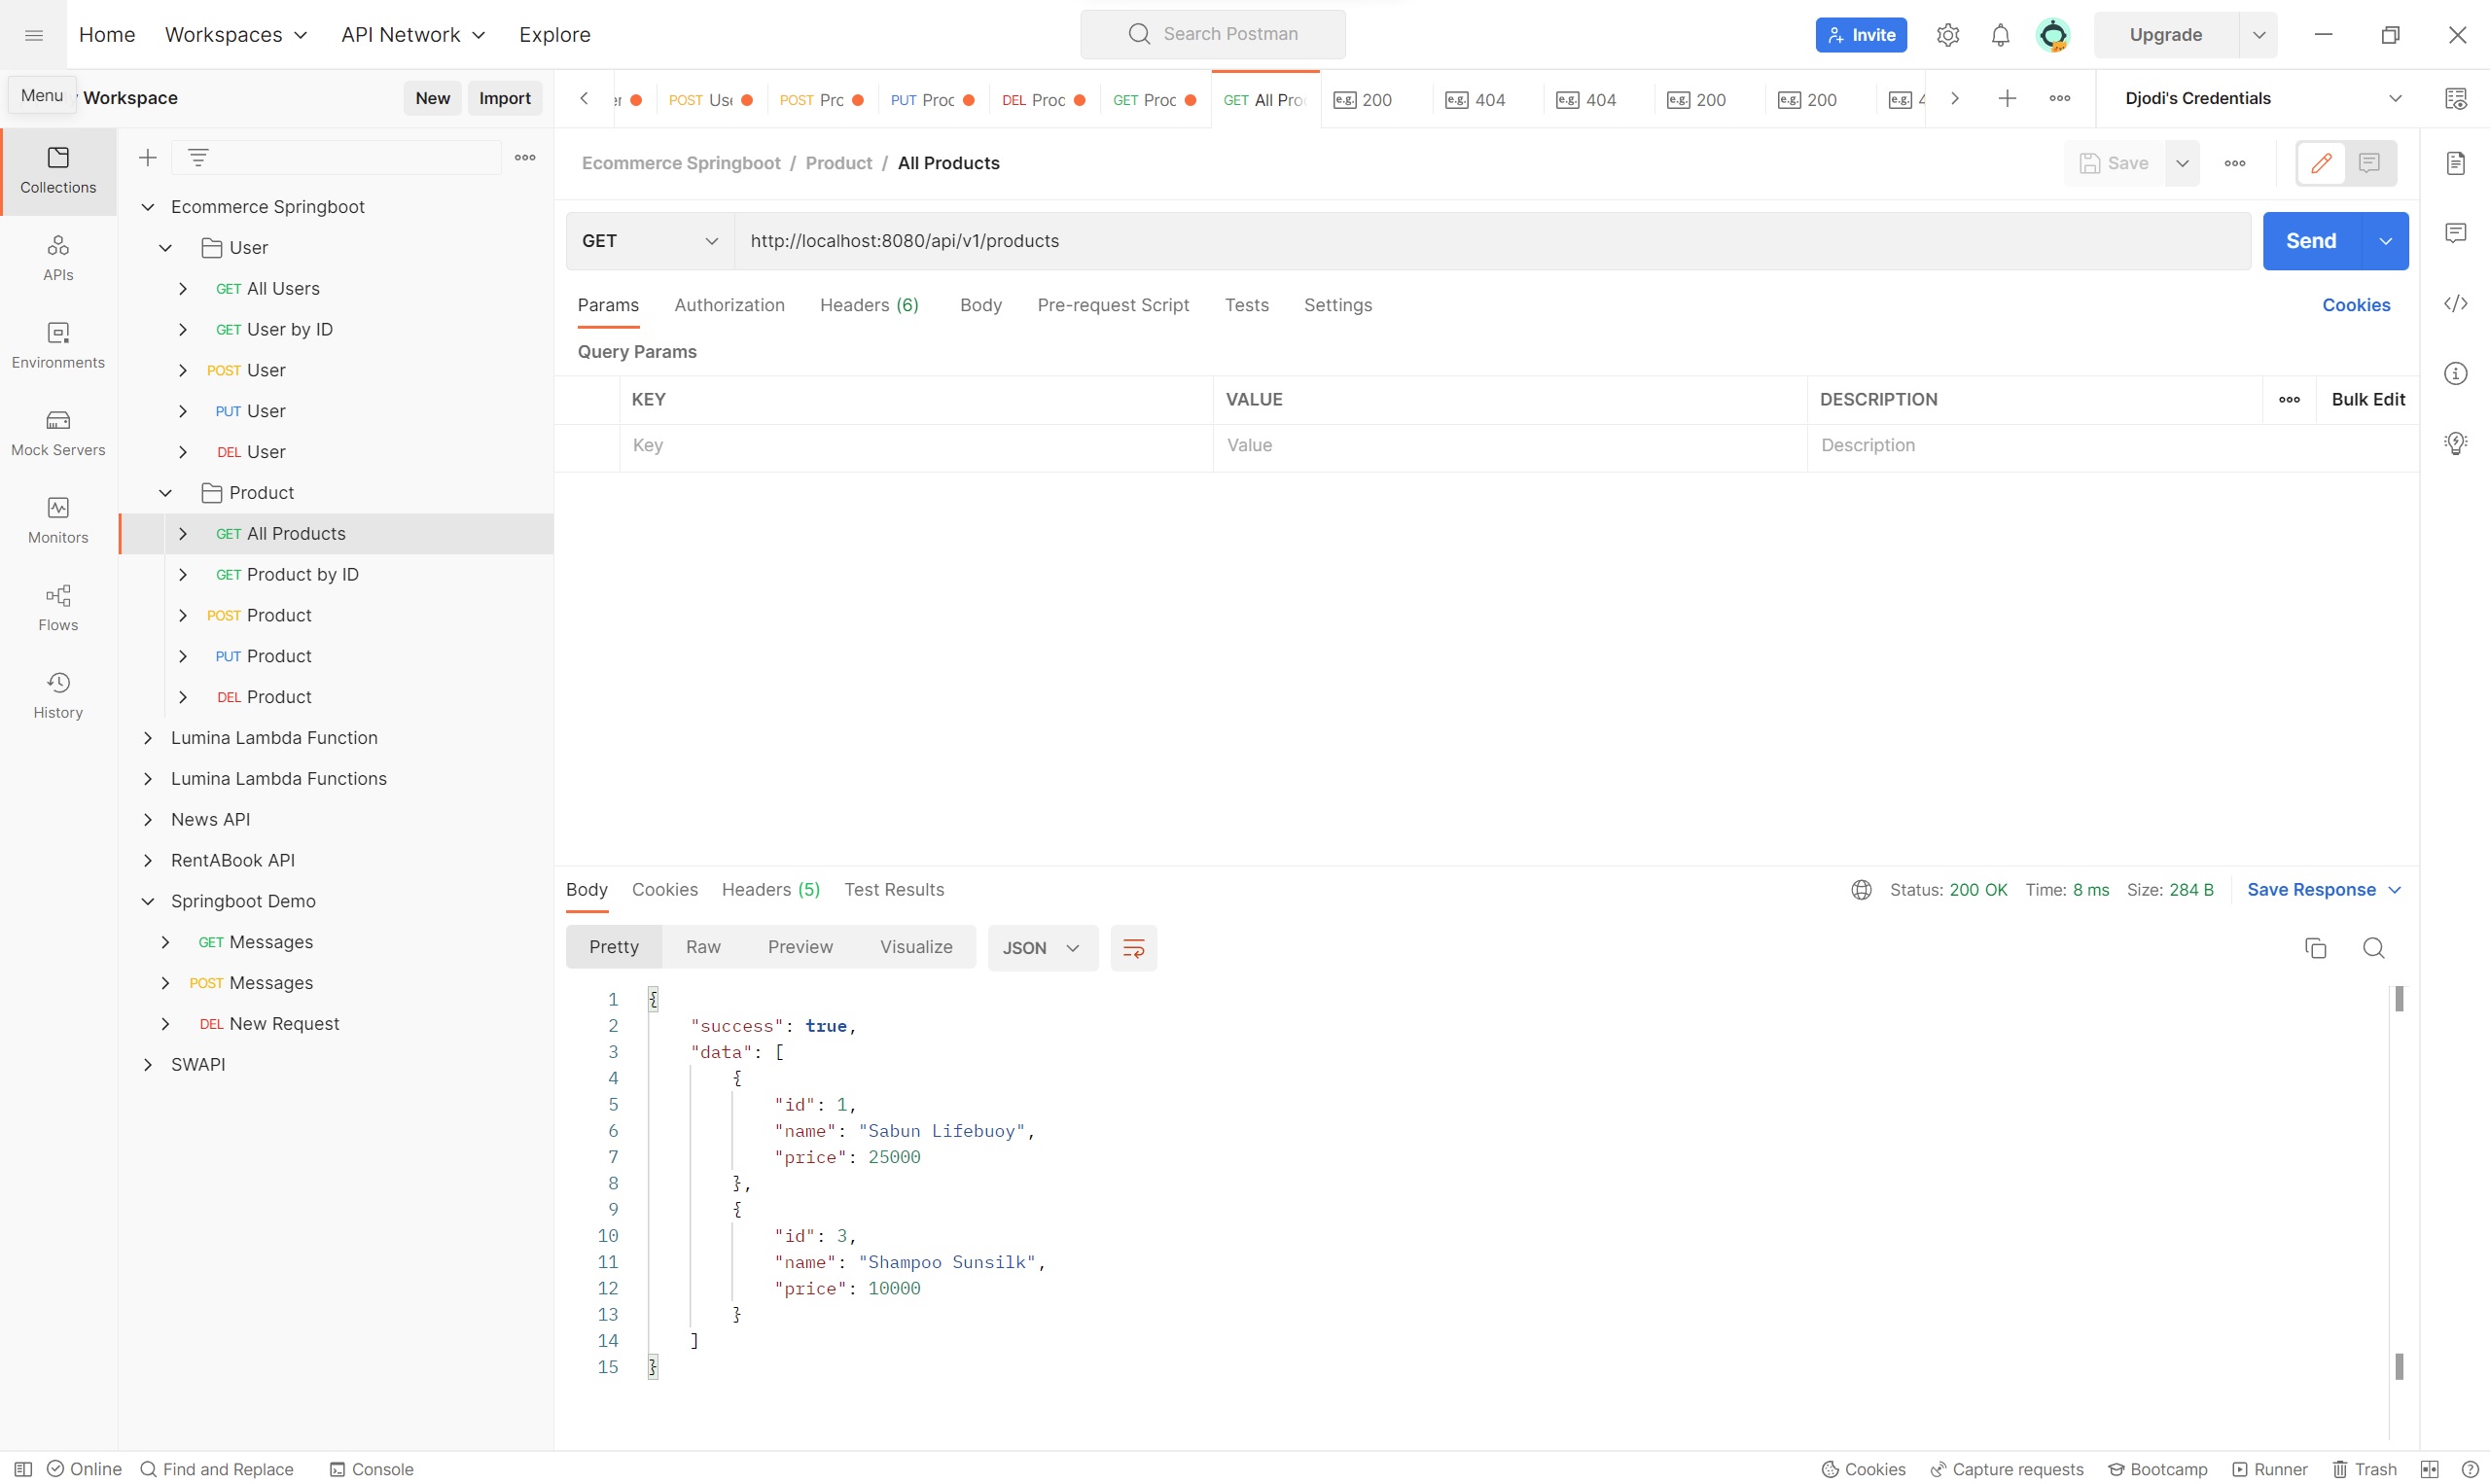 Home Workspaces API Network Explore Search Postman Invite Upgrade
Menu Workspace New Import
POST Use POST Prc PUT Proc DEL Proc GET Proc GET All Pro e.g. 200 e.g. 404 e.g. 404 e.g. 200 e.g. 200 e.g. 4 Djodi's Credentials
Collections
APIs
Environments
Mock Servers
Monitors
Flows
History
Ecommerce Springboot
User
GET All Users
GET User by ID
POST User
PUT User
DEL User
Product
GET All Products
GET Product by ID
POST Product
PUT Product
DEL Product
Lumina Lambda Function
Lumina Lambda Functions
News API
RentABook API
Springboot Demo
GET Messages
POST Messages
DEL New Request
SWAPI
Ecommerce Springboot / Product / All Products Save
GET http://localhost:8080/api/v1/products Send
Params Authorization Headers (6) Body Pre-request Script Tests Settings Cookies
Query Params
KEY VALUE DESCRIPTION Bulk Edit
Key Value Description
Body Cookies Headers (5) Test Results Status: 200 OK Time: 8 ms Size: 284 B Save Response
Pretty Raw Preview Visualize JSON
1 {
2 "success": true,
3 "data": [
4 {
5 "id": 1,
6 "name": "Sabun Lifebuoy",
7 "price": 25000
8 },
9 {
10 "id": 3,
11 "name": "Shampoo Sunsilk",
12 "price": 10000
13 }
14 ]
15 }
Online Find and Replace Console Cookies Capture requests Bootcamp Runner Trash